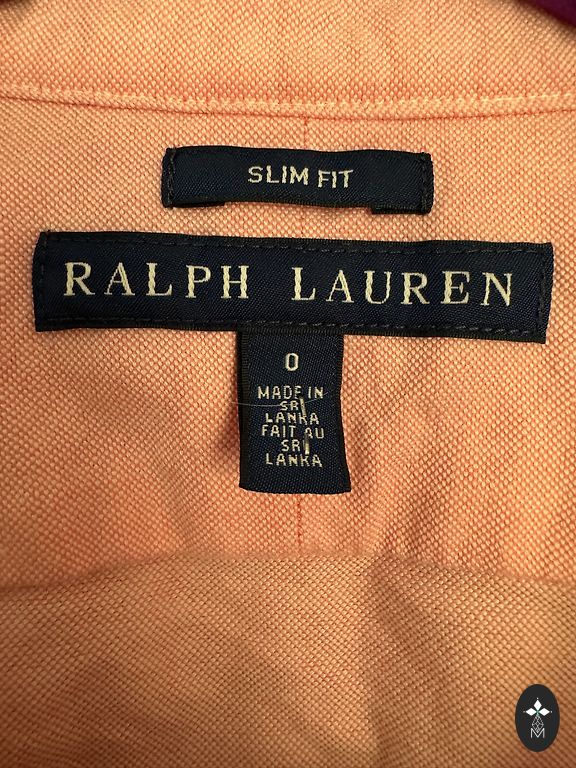 SLIM FIT
RALPH LAUREN
0
MADE IN
SRI
LANKA
FAIT AU
SRI
LANKA
M